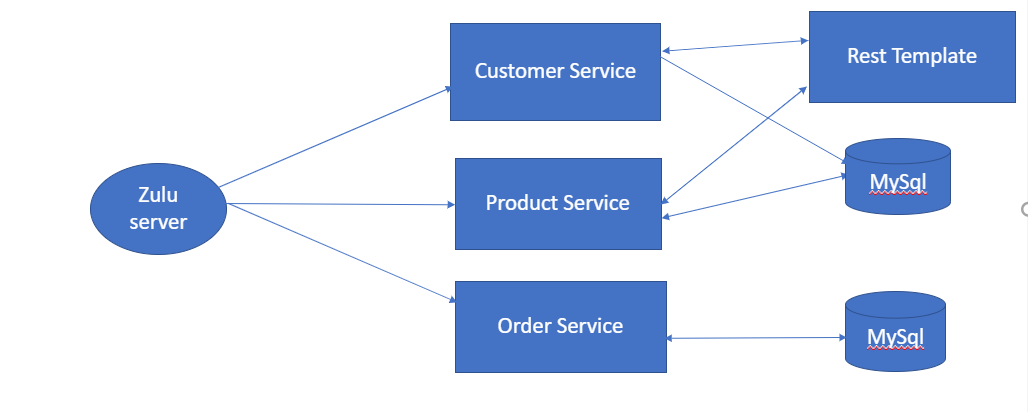 Customer Service
Rest Template
Zulu
server
Product Service
MySql
Order Service
MySql